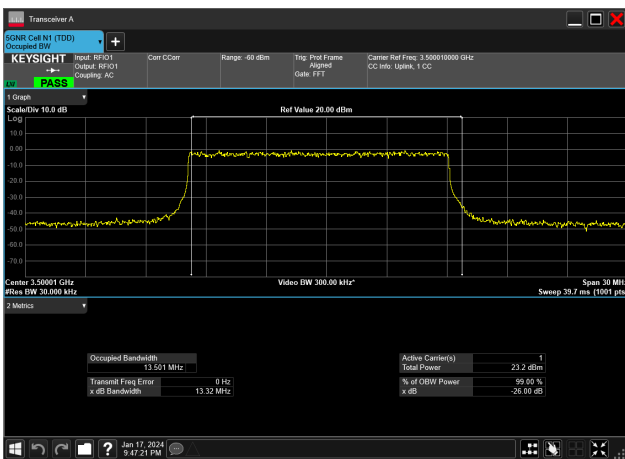 Transceiver A
5GNR Cell N1 (TDD)
Occupied BW
KEYSIGHT
PASS
Input: RFIO1
Output: RFIO1
Coupling: AC
Corr CCorr
Range: -60 dBm
Trig: Prot Frame
Aligned
Gate: FFT
Carrier Ref Freq: 3.500010000 GHz
CC Info: Uplink, 1 CC
1 Graph
Scale/Div 10.0 dB
Ref Value 20.00 dBm
Log
10.0
0.00
-10.0
-20.0
-30.0
-40.0
-50.0
-60.0
-70.0
Center 3.50001 GHz
Video BW 300.00 kHz*
Span 30 MHz
#Res BW 30.000 kHz
Sweep 39.7 ms (1001 pts
2 Metrics
Occupied Bandwidth
13.501 MHz
Transmit Freq Error 0 Hz
x dB Bandwidth 13.32 MHz
Active Carrier(s) 1
Total Power 23.2 dBm
% of OBW Power 99.00 %
x dB -26.00 dB
?
Jan 17, 2024
9:47:21 PM